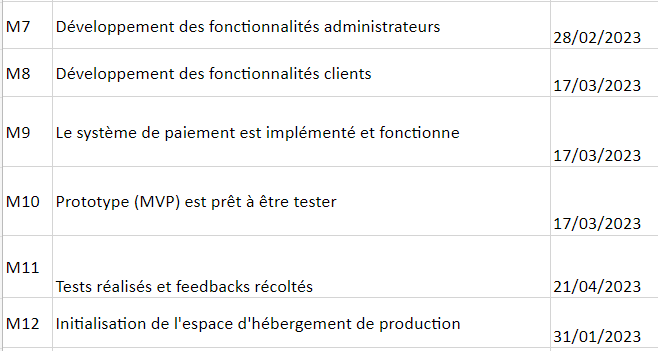 M7 Développement des fonctionnalités administrateurs 28/02/2023
M8 Développement des fonctionnalités clients 17/03/2023
M9 Le système de paiement est implémenté et fonctionne 17/03/2023
M10 Prototype (MVP) est prêt à être tester 17/03/2023
M11 Tests réalisés et feedbacks récoltés 21/04/2023
M12 Initialisation de l'espace d'hébergement de production 31/01/2023